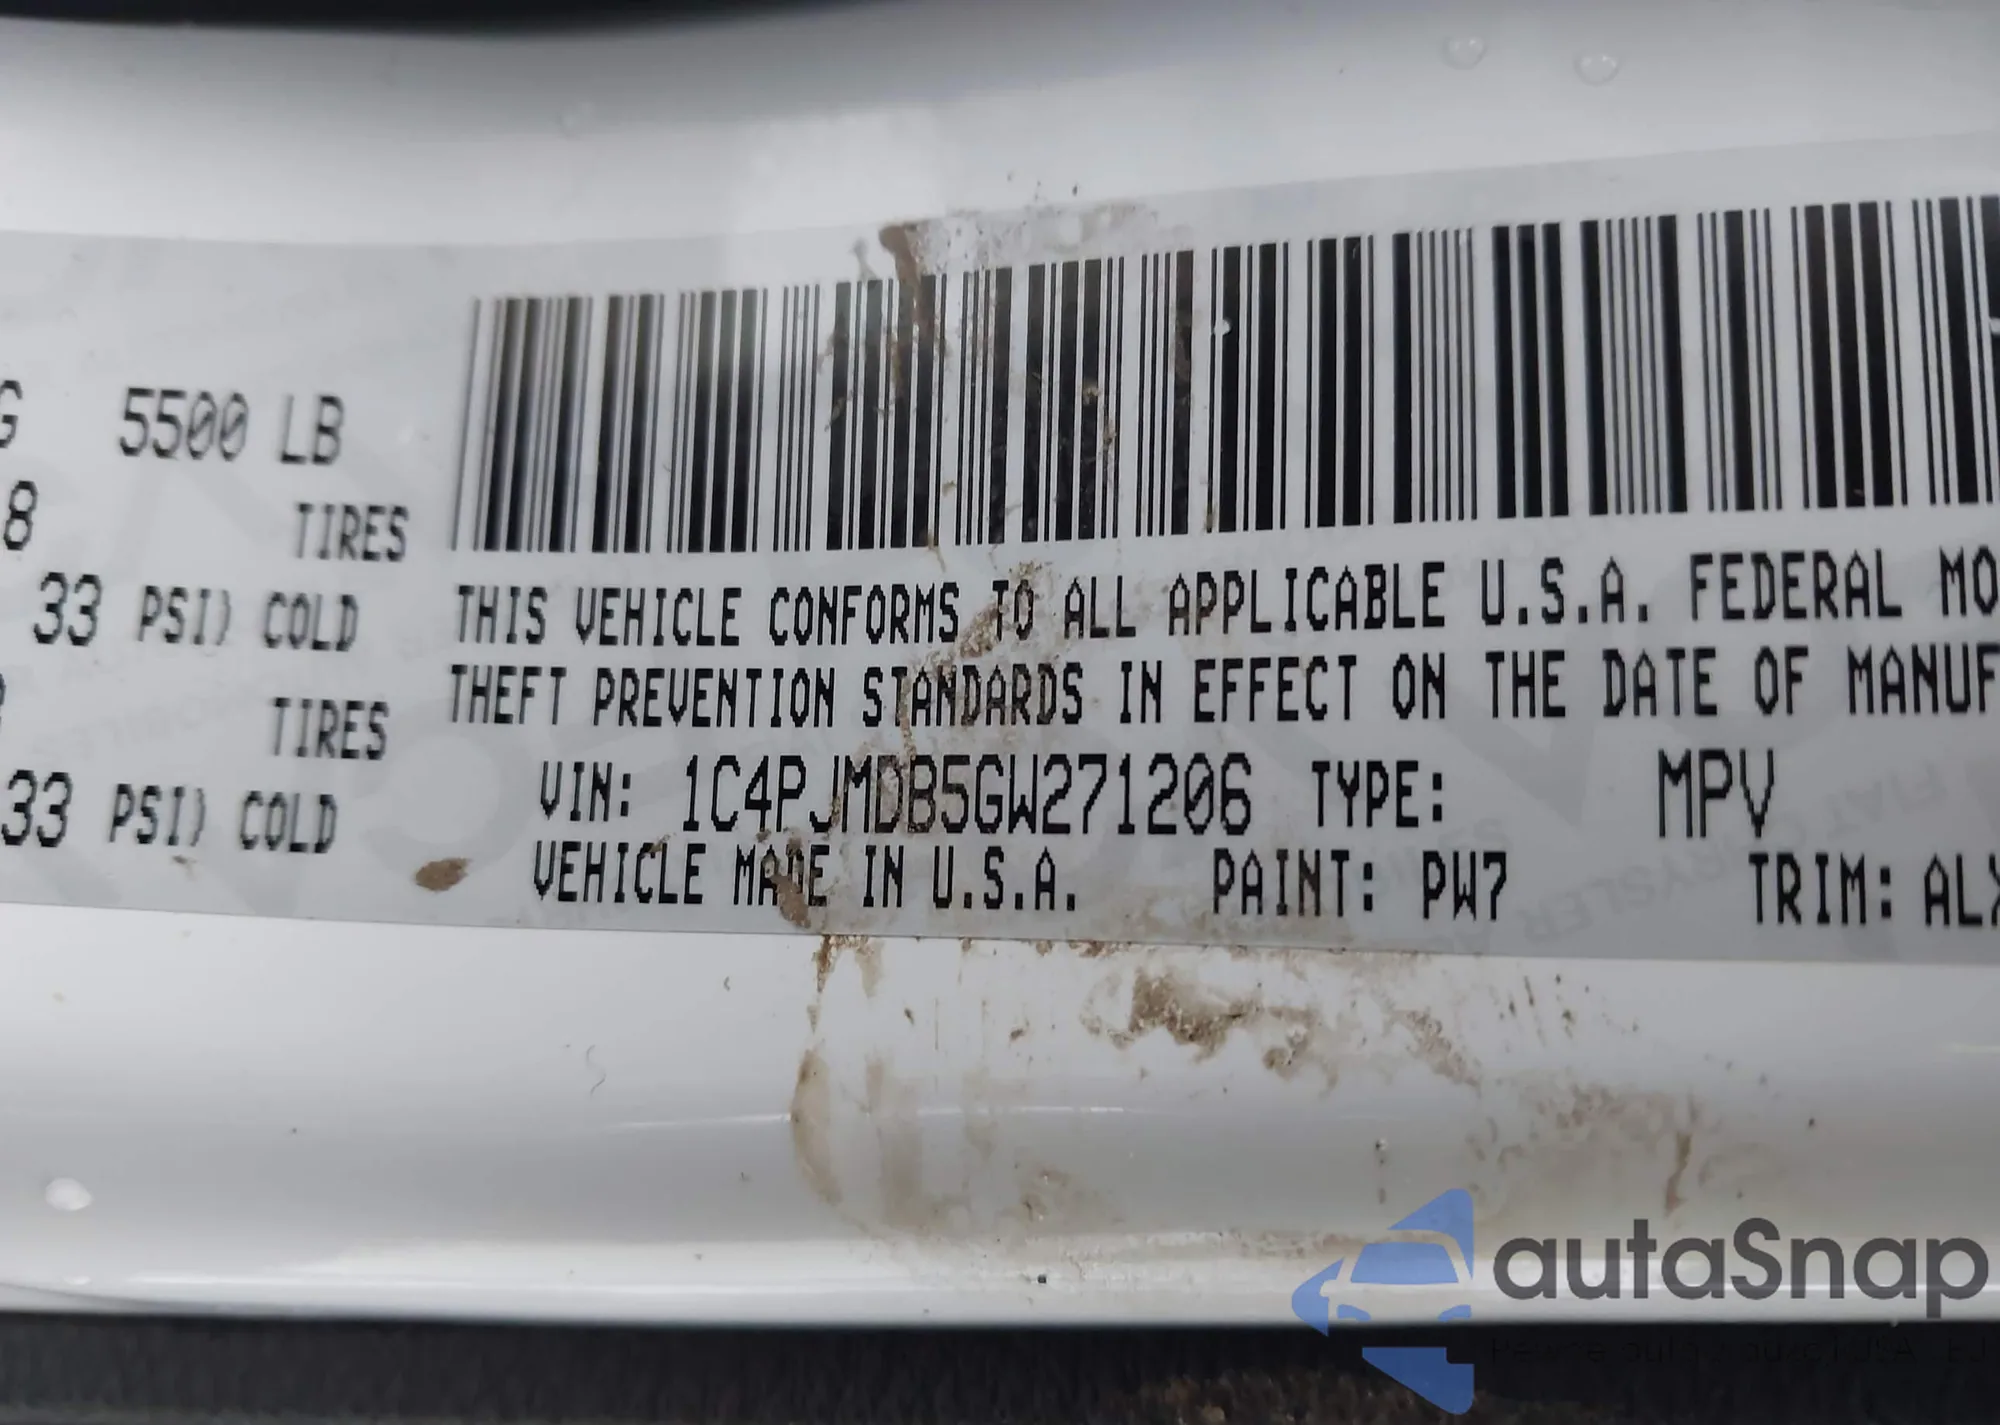 G 5500 LB
8 TIRES
33 PSI) COLD
TIRES
33 PSI) COLD
THIS VEHICLE CONFORMS TO ALL APPLICABLE U.S.A. FEDERAL MO
THEFT PREVENTION STANDARDS IN EFFECT ON THE DATE OF MANUF
VIN: 1C4PJMDB5GW271206 TYPE: MPV
VEHICLE MADE IN U.S.A. PAINT: PW7 TRIM: ALX
autaSnap